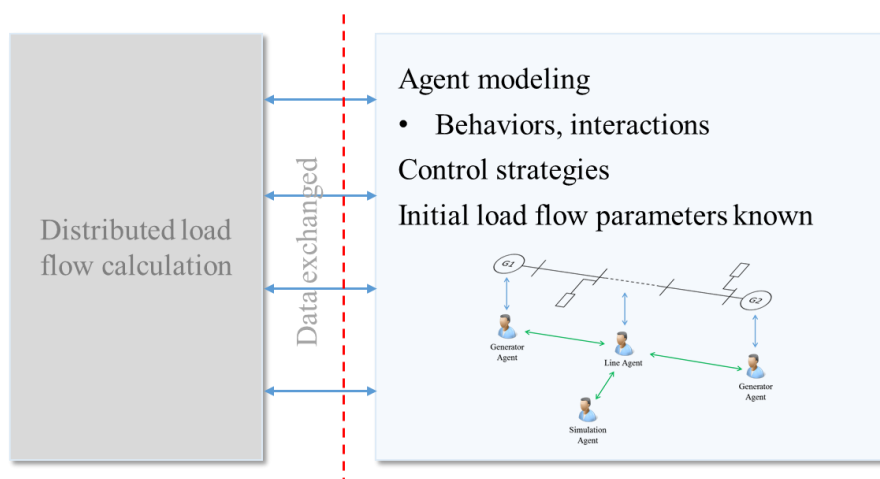 Distributed load
flow calculation
Data exchanged
Agent modeling
• Behaviors, interactions
Control strategies
Initial load flow parameters known
G1
G2
Generator
Agent
Line Agent
Generator
Agent
Simulation
Agent